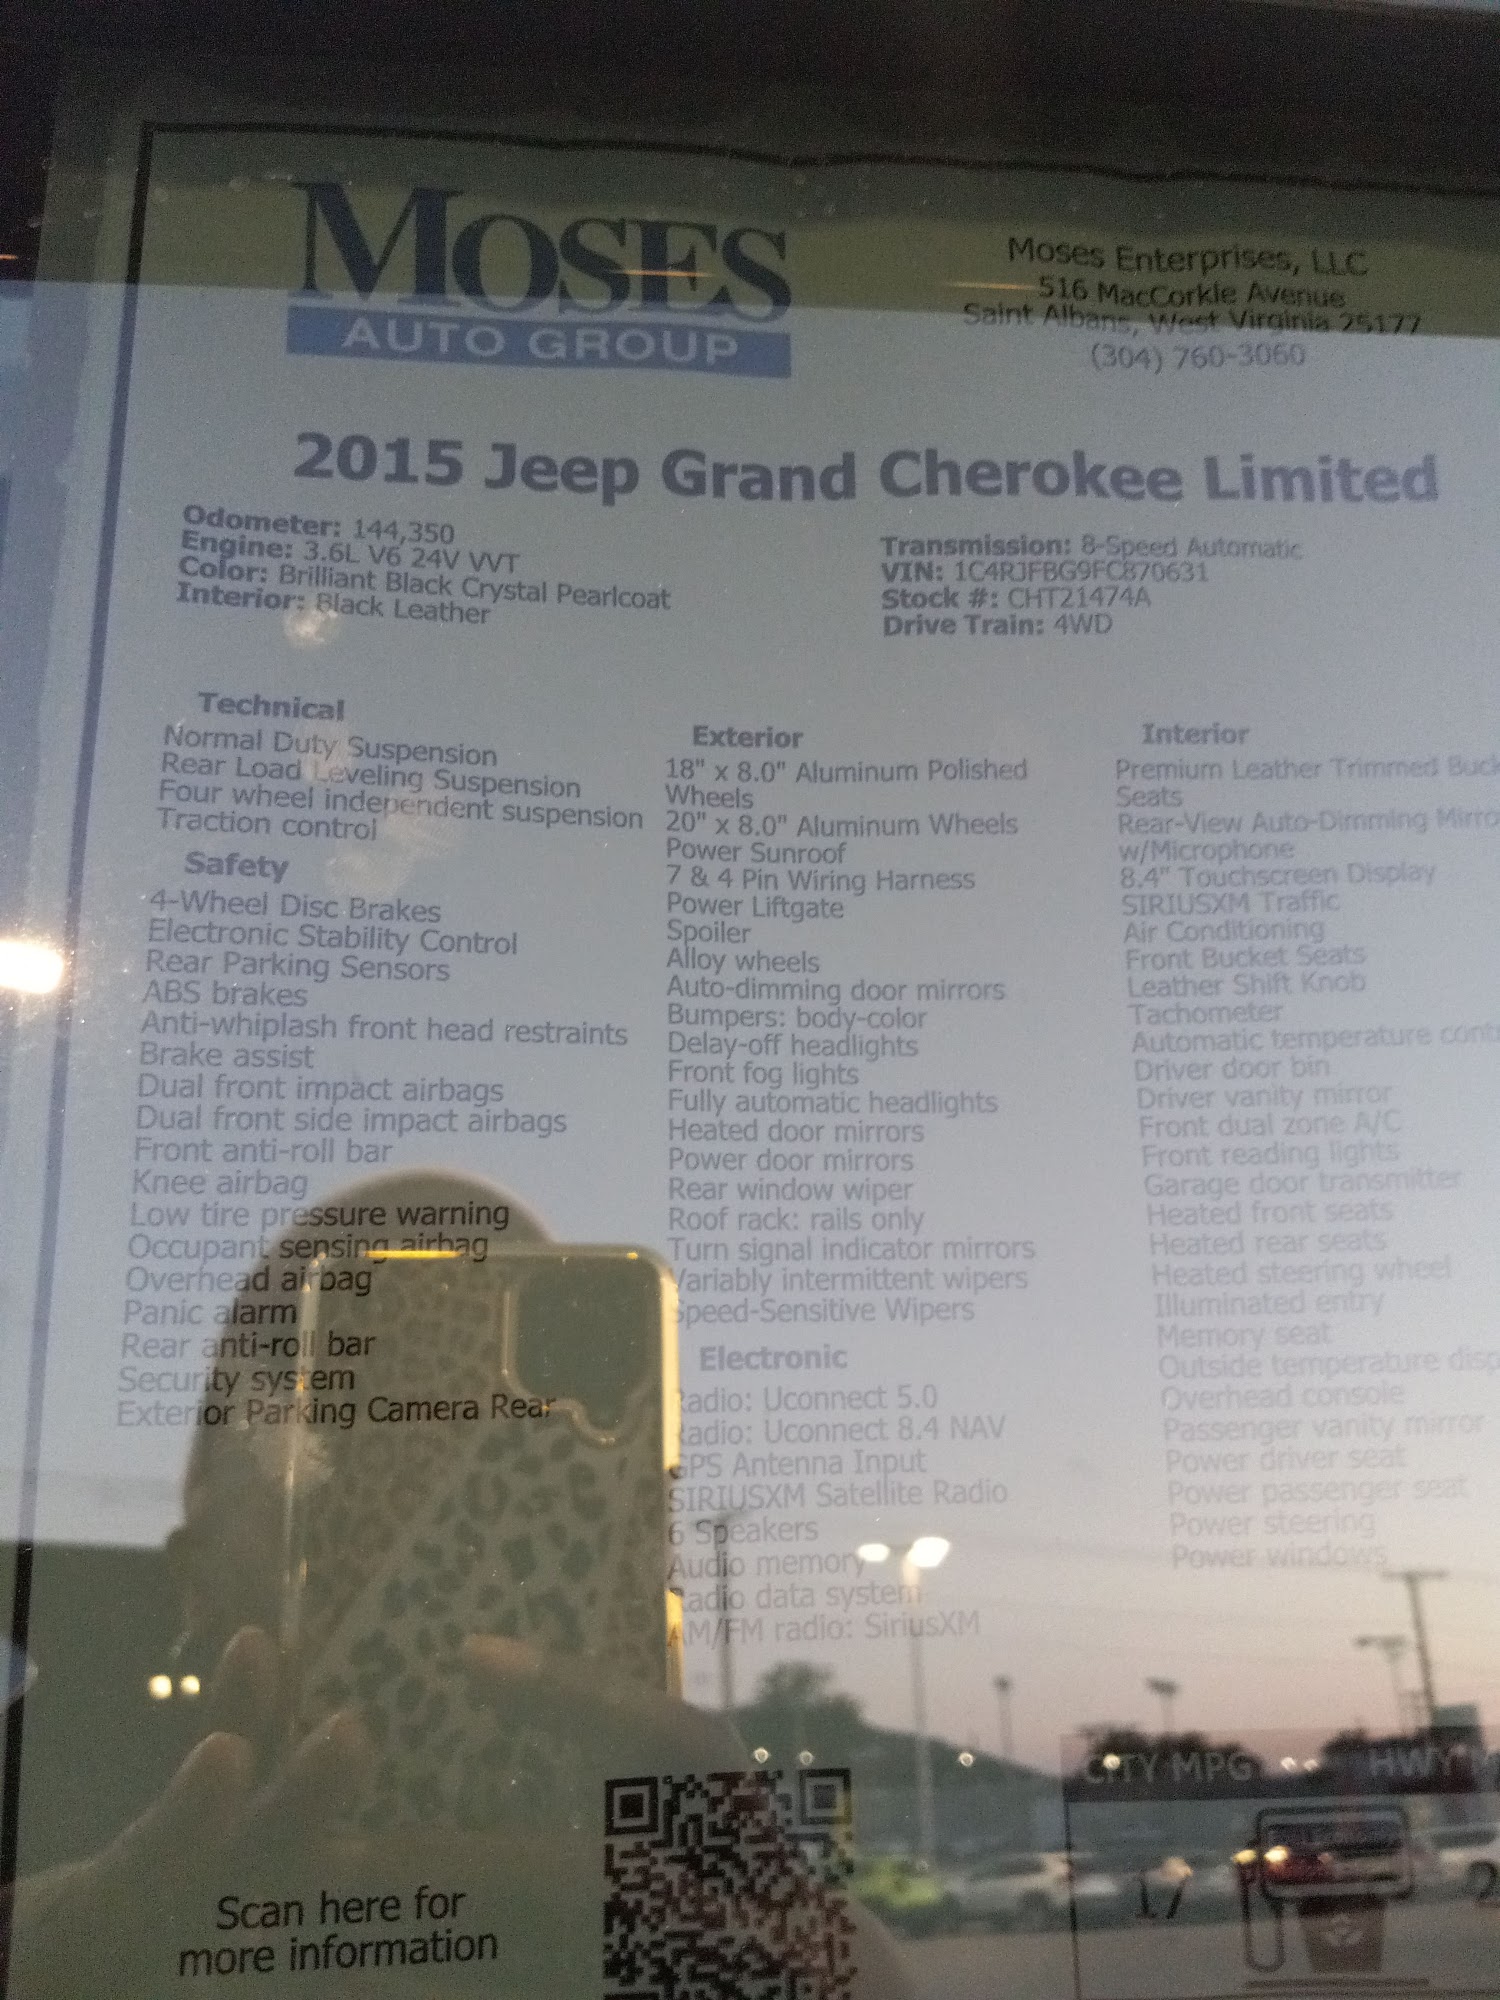 MOSES
AUTO GROUP
Moses Enterprises, LLC
516 MacCorkle Avenue
Saint Albans, West Virginia 25177
(304) 760-3060
2015 Jeep Grand Cherokee Limited
Odometer: 144,350
Engine: 3.6L V6 24V VVT
Color: Brilliant Black Crystal Pearlcoat
Interior: Black Leather
Transmission: 8-Speed Automatic
VIN: 1C4RJFBG9FC870631
Stock #: CHT21474A
Drive Train: 4WD
Technical
Normal Duty Suspension
Rear Load Leveling Suspension
Four wheel independent suspension
Traction control
Safety
4-Wheel Disc Brakes
Electronic Stability Control
Rear Parking Sensors
ABS brakes
Anti-whiplash front head restraints
Brake assist
Dual front impact airbags
Dual front side impact airbags
Front anti-roll bar
Knee airbag
Low tire pressure warning
Occupant sensing airbag
Overhead airbag
Panic alarm
Rear anti-roll bar
Security system
Exterior Parking Camera Rear
Exterior
18" x 8.0" Aluminum Polished
Wheels
20" x 8.0" Aluminum Wheels
Power Sunroof
7 & 4 Pin Wiring Harness
Power Liftgate
Spoiler
Alloy wheels
Auto-dimming door mirrors
Bumpers: body-color
Delay-off headlights
Front fog lights
Fully automatic headlights
Heated door mirrors
Power door mirrors
Rear window wiper
Roof rack: rails only
Turn signal indicator mirrors
Variably intermittent wipers
Speed-Sensitive Wipers
Electronic
Radio: Uconnect 5.0
Radio: Uconnect 8.4 NAV
GPS Antenna Input
SIRIUSXM Satellite Radio
6 Speakers
Audio memory
Radio data system
AM/FM radio: SiriusXM
Interior
Premium Leather Trimmed Buck
Seats
Rear-View Auto-Dimming Mirro
w/Microphone
8.4" Touchscreen Display
SIRIUSXM Traffic
Air Conditioning
Front Bucket Seats
Leather Shift Knob
Tachometer
Automatic temperature cont
Driver door bin
Driver vanity mirror
Front dual zone A/C
Front reading lights
Garage door transmitter
Heated front seats
Heated rear seats
Heated steering wheel
Illuminated entry
Memory seat
Outside temperature disp
Overhead console
Passenger vanity mirror
Power driver seat
Power passenger seat
Power steering
Power windows
Scan here for
more information
CITY MPG
HWY M
17
2